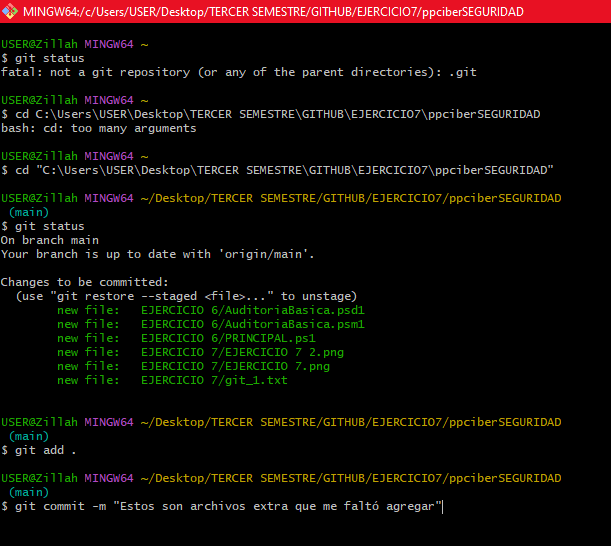 MINGW64:/c/Users/USER/Desktop/TERCER SEMESTRE/GITHUB/EJERCICIO7/ppciberSEGURIDAD
USER@Zillah MINGW64 ~
$ git status
fatal: not a git repository (or any of the parent directories): .git
USER@Zillah MINGW64 ~
$ cd C:\Users\USER\Desktop\TERCER SEMESTRE\GITHUB\EJERCICIO7\ppciberSEGURIDAD
bash: cd: too many arguments
USER@Zillah MINGW64 ~
$ cd "C:\Users\USER\Desktop\TERCER SEMESTRE\GITHUB\EJERCICIO7\ppciberSEGURIDAD"
USER@Zillah MINGW64 ~/Desktop/TERCER SEMESTRE/GITHUB/EJERCICIO7/ppciberSEGURIDAD
(main)
$ git status
On branch main
Your branch is up to date with 'origin/main'.
Changes to be committed:
(use "git restore --staged <file>..." to unstage)
new file:   EJERCICIO 6/AuditoriaBasica.psd1
new file:   EJERCICIO 6/AuditoriaBasica.psm1
new file:   EJERCICIO 6/PRINCIPAL.ps1
new file:   EJERCICIO 7/EJERCICIO 7 2.png
new file:   EJERCICIO 7/EJERCICIO 7.png
new file:   EJERCICIO 7/git_1.txt
USER@Zillah MINGW64 ~/Desktop/TERCER SEMESTRE/GITHUB/EJERCICIO7/ppciberSEGURIDAD
(main)
$ git add .
USER@Zillah MINGW64 ~/Desktop/TERCER SEMESTRE/GITHUB/EJERCICIO7/ppciberSEGURIDAD
(main)
$ git commit -m "Estos son archivos extra que me faltó agregar"